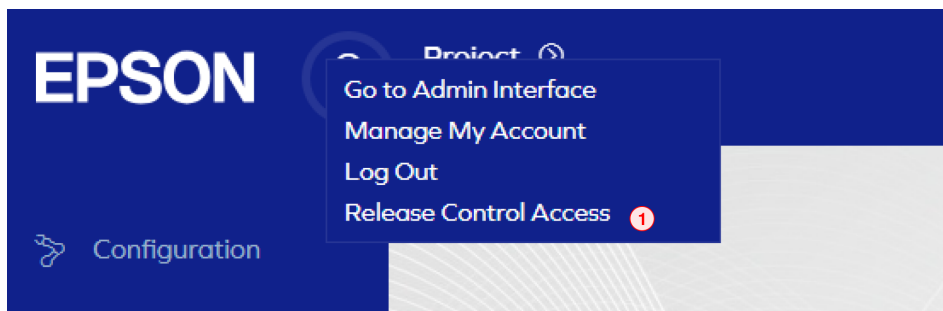 EPSON
Project
Go to Admin Interface
Manage My Account
Log Out
Release Control Access 1
Configuration